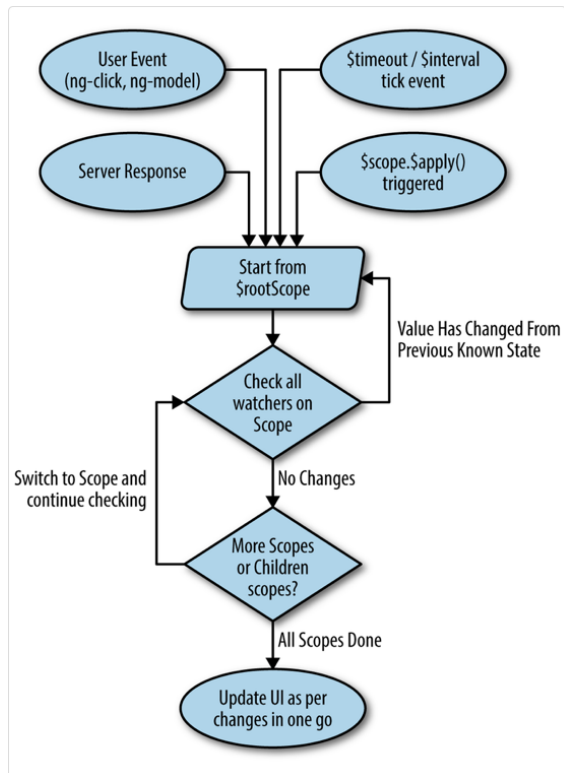 User Event
(ng-click, ng-model)
$timeout / $interval
tick event
Server Response
$scope.$apply()
triggered
Start from
$rootScope
Value Has Changed From
Previous Known State
Check all
watchers on
Scope
Switch to Scope and
continue checking
No Changes
More Scopes
or Children
scopes?
All Scopes Done
Update UI as per
changes in one go